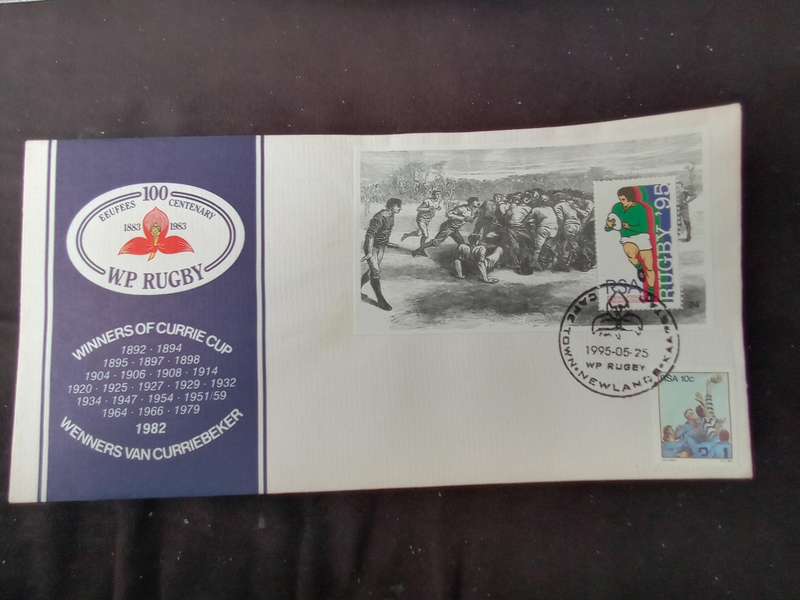 100
EEUFEES CENTENARY
1883 1983
W.P RUGBY
WINNERS OF CURRIE CUP
1892 · 1894
1895 · 1897 · 1898
1904 · 1906 · 1908 · 1914
1920 · 1925 · 1927 · 1929 · 1932
1934 · 1947 · 1954 · 1951/59
1964 · 1966 · 1979
1982
WENNERS VAN CURRIEBEKER
RUGBY '95
RSA
CAPE TOWN · NEWLANDS · KAAPSTAD
1995-05-25
WP RUGBY
RSA 10c